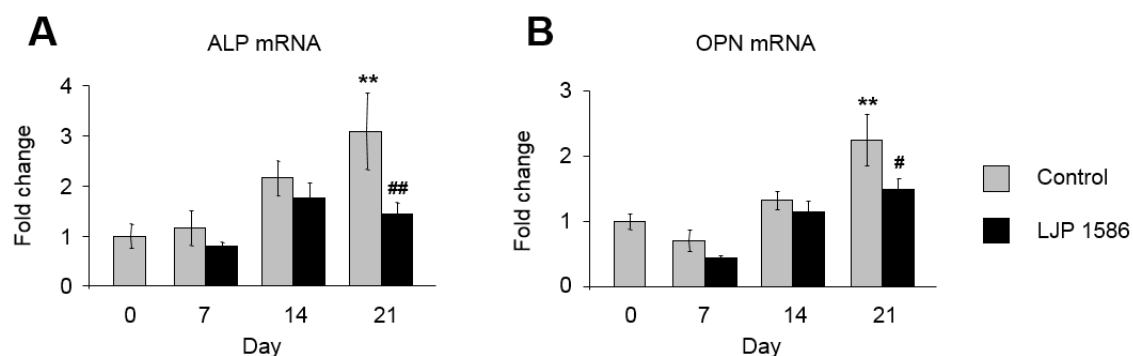 A
ALP mRNA
Fold change
4
3
2
1
0
**
##
0 7 14 21
Day
B
OPN mRNA
Fold change
3
2
1
0
**
#
0 7 14 21
Day
Control
LJP 1586